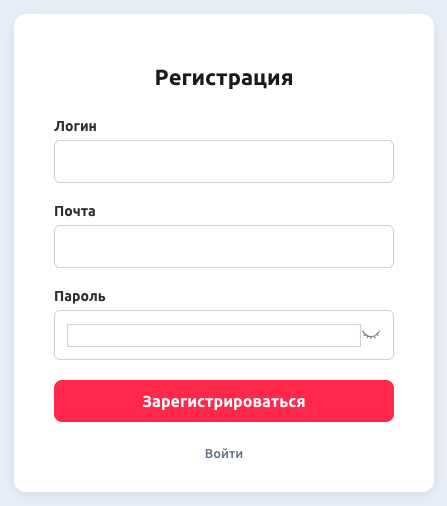 Регистрация
Логин
Почта
Пароль
Зарегистрироваться
Войти